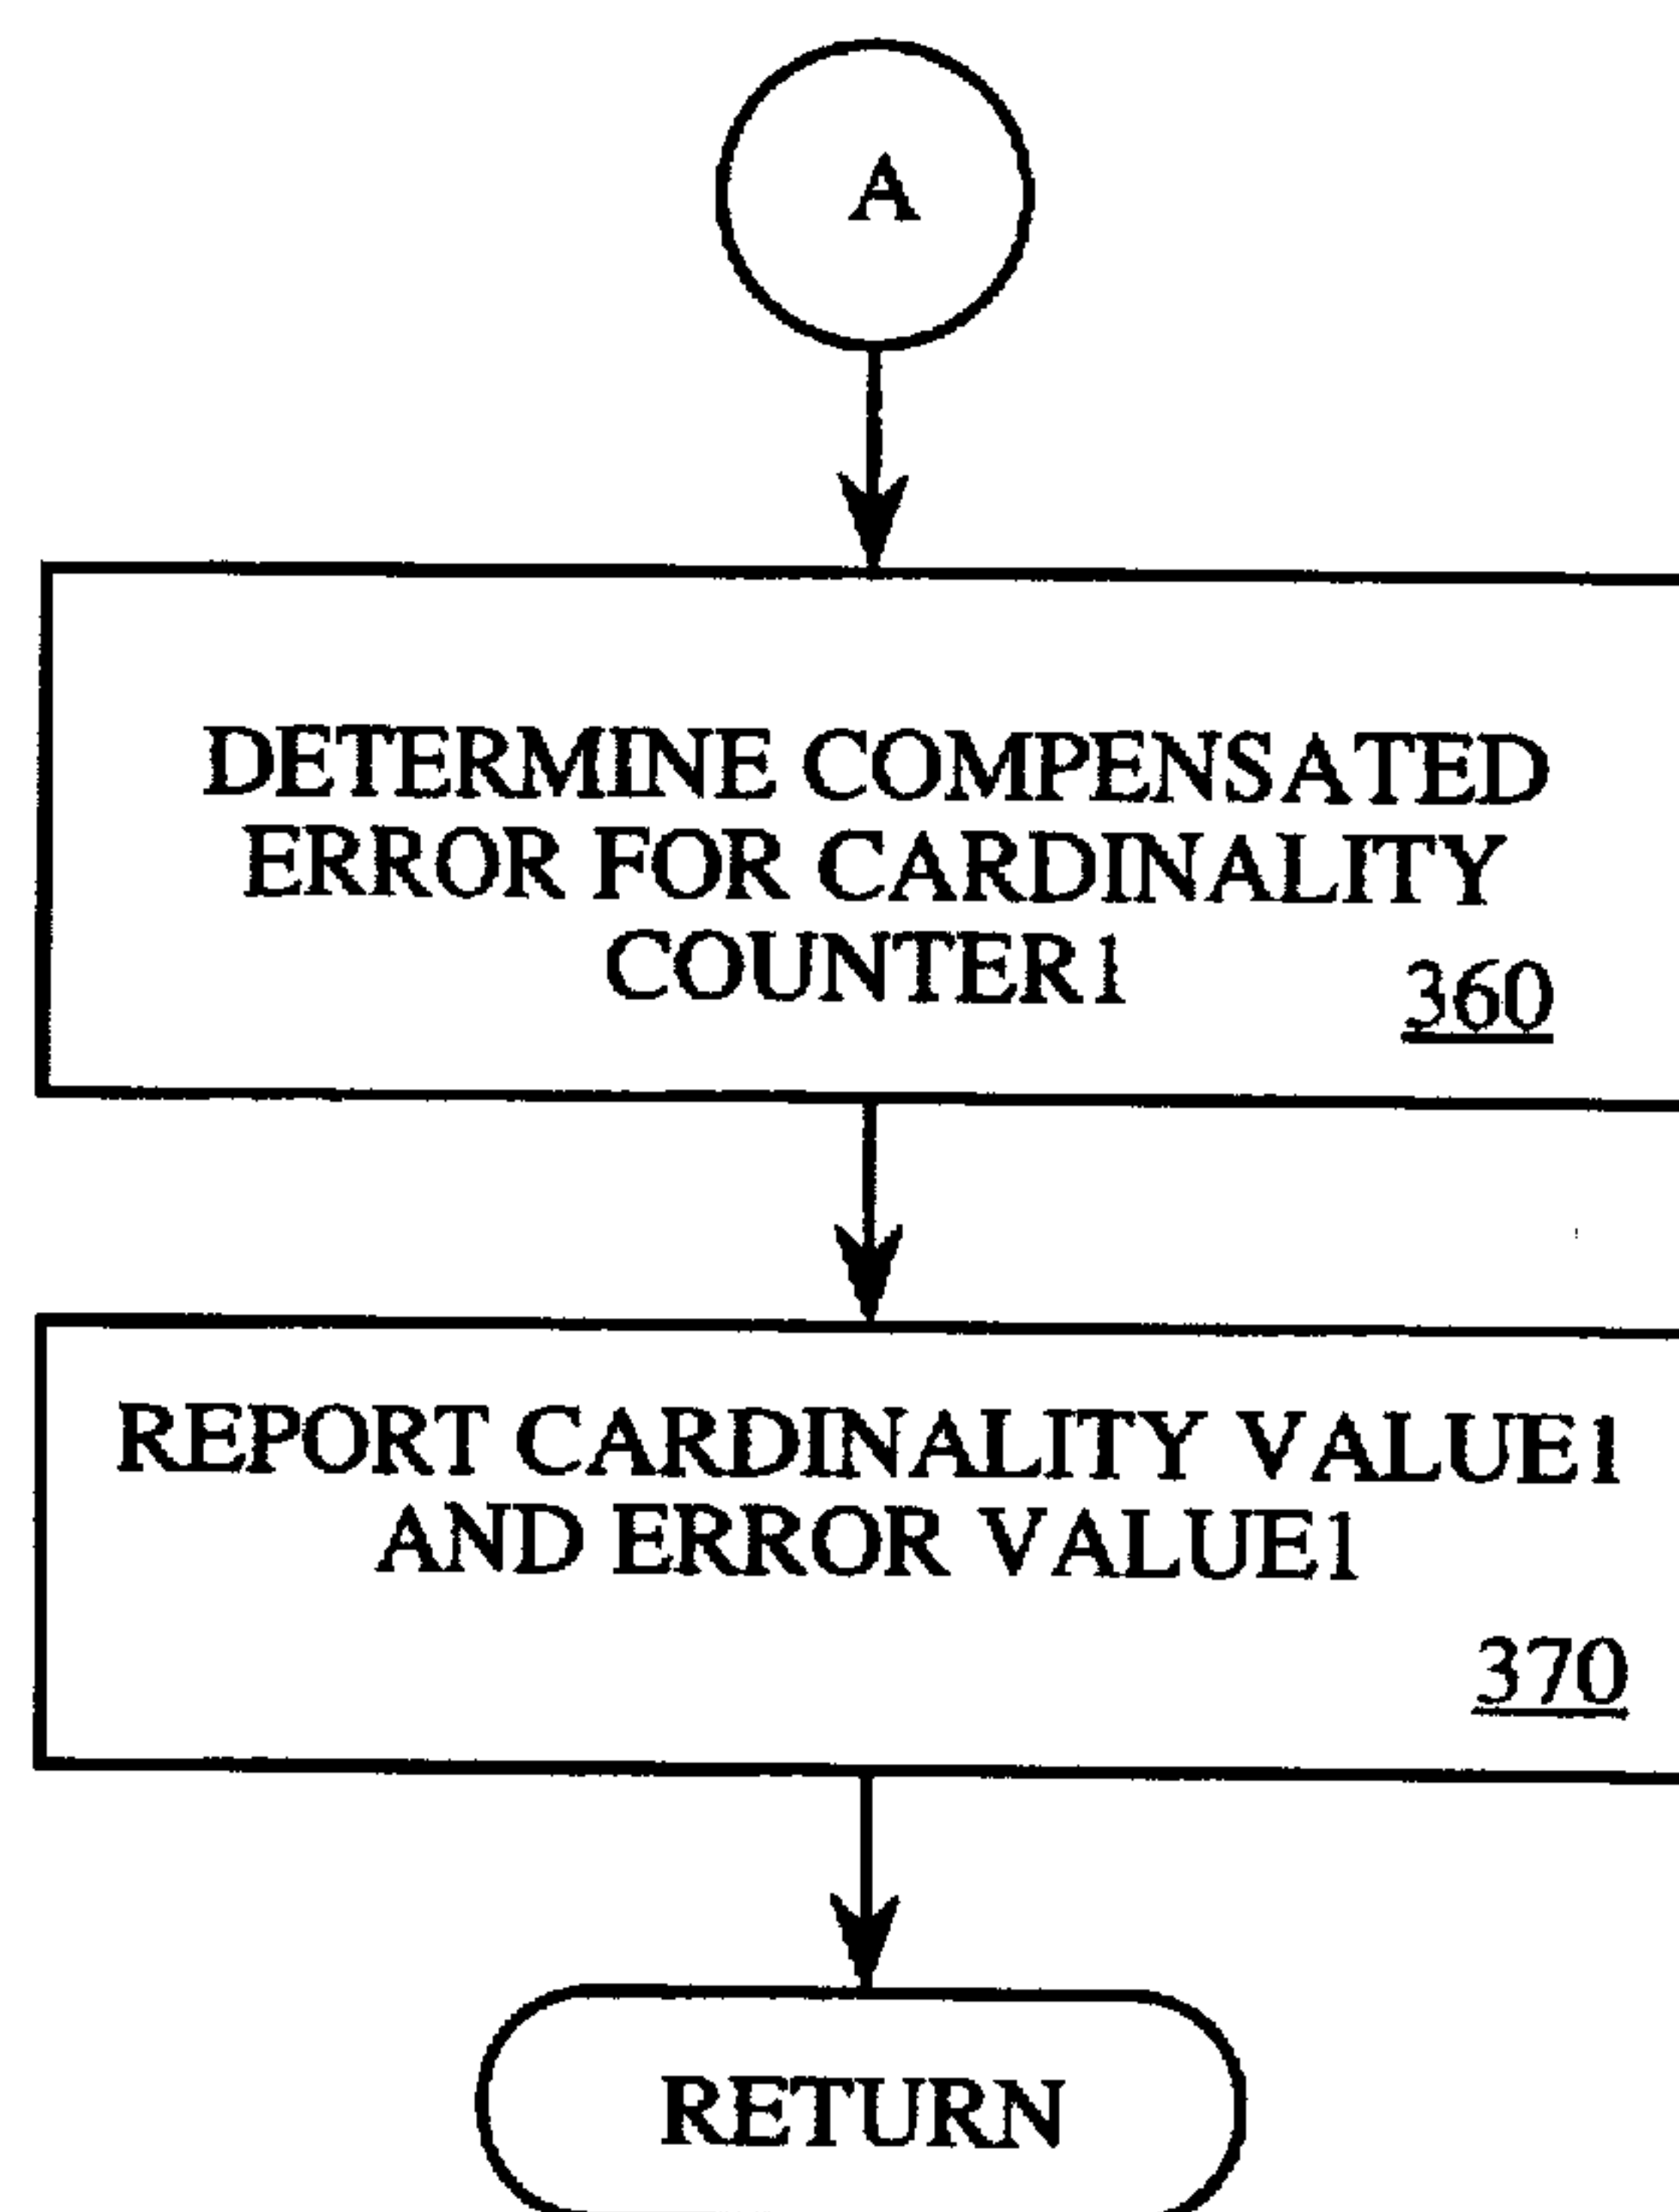 A
DETERMINE COMPENSATED
ERROR FOR CARDINALITY
COUNTER1
360
REPORT CARDINALITY VALUE1
AND ERROR VALUE1
370
RETURN